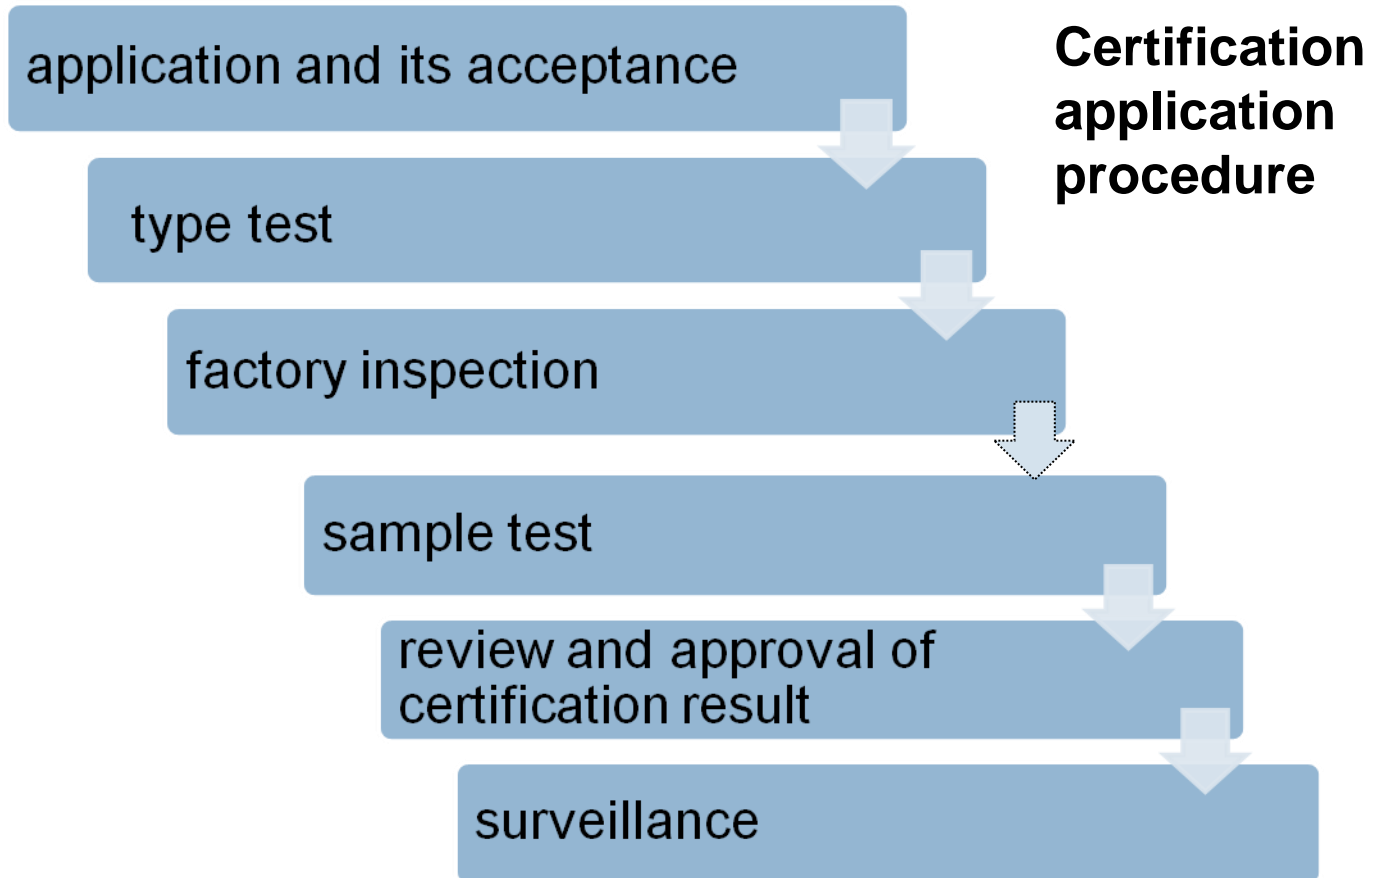 Certification
application
procedure
application and its acceptance
type test
factory inspection
sample test
review and approval of
certification result
surveillance